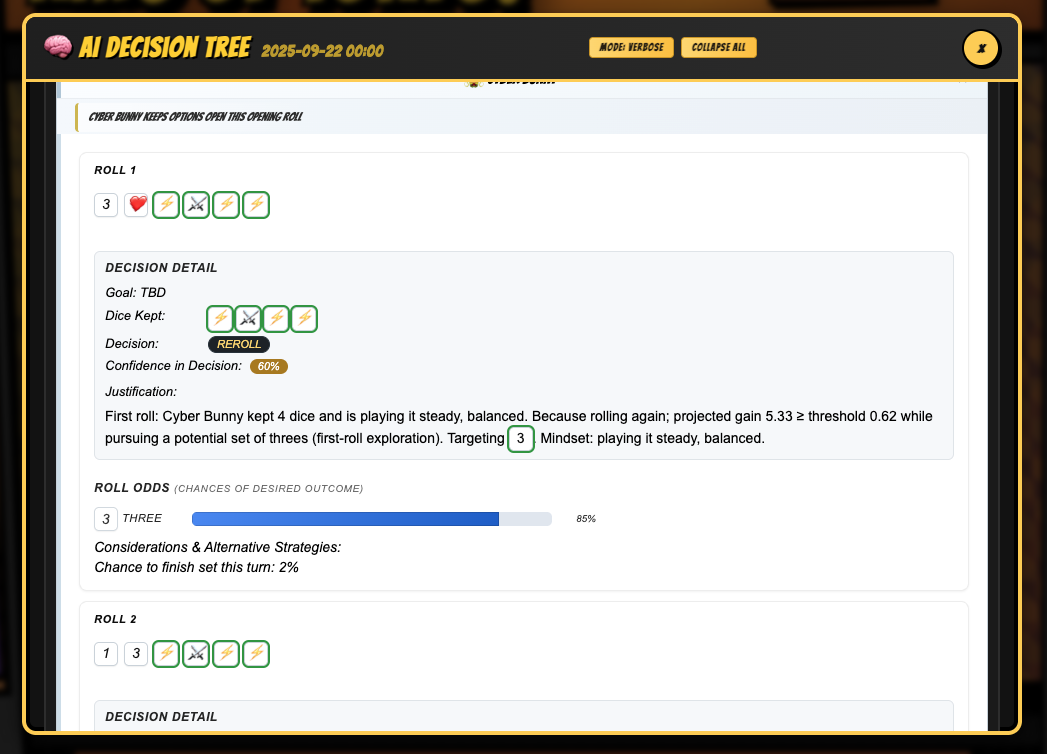 AI DECISION TREE 2025-09-22 00:00
MODE: VERBOSE COLLAPSE ALL X
CYBER BUNNY KEEPS OPTIONS OPEN THIS OPENING ROLL
ROLL 1
3
DECISION DETAIL
Goal: TBD
Dice Kept:
Decision: REROLL
Confidence in Decision: 60%
Justification:
First roll: Cyber Bunny kept 4 dice and is playing it steady, balanced. Because rolling again; projected gain 5.33 ≥ threshold 0.62 while
pursuing a potential set of threes (first-roll exploration). Targeting 3. Mindset: playing it steady, balanced.
ROLL ODDS (CHANCES OF DESIRED OUTCOME)
3 THREE 85%
Considerations & Alternative Strategies:
Chance to finish set this turn: 2%
ROLL 2
1 3
DECISION DETAIL